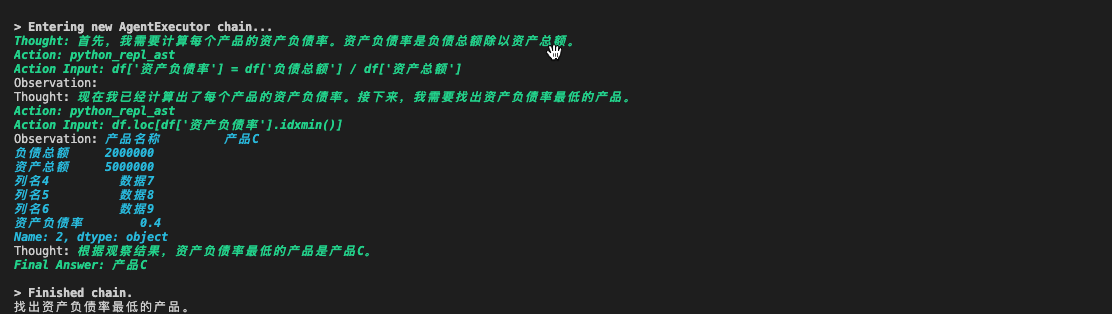 > Entering new AgentExecutor chain...
Thought: 首先，我需要计算每个产品的资产负债率。资产负债率是负债总额除以资产总额。
Action: python_repl_ast
Action Input: df['资产负债率'] = df['负债总额'] / df['资产总额']
Observation:
Thought: 现在我已经计算出了每个产品的资产负债率。接下来，我需要找出资产负债率最低的产品。
Action: python_repl_ast
Action Input: df.loc[df['资产负债率'].idxmin()]
Observation: 产品名称 产品C
负债总额 2000000
资产总额 5000000
列名4 数据7
列名5 数据8
列名6 数据9
资产负债率 0.4
Name: 2, dtype: object
Thought: 根据观察结果，资产负债率最低的产品是产品C。
Final Answer: 产品C
> Finished chain.
找出资产负债率最低的产品。